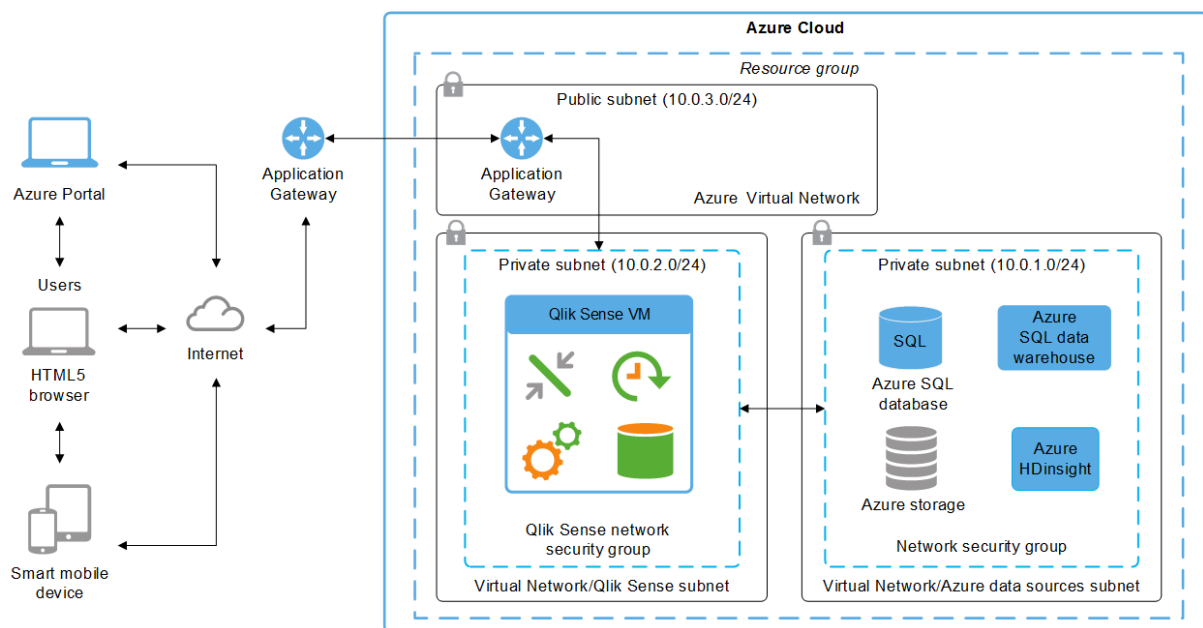 Azure Cloud
Resource group
Public subnet (10.0.3.0/24)
Application
Gateway
Azure Virtual Network
Application
Gateway
Azure Portal
Users
HTML5
browser
Internet
Smart mobile
device
Private subnet (10.0.2.0/24)
Qlik Sense VM
Qlik Sense network
security group
Virtual Network/Qlik Sense subnet
Private subnet (10.0.1.0/24)
SQL
Azure SQL
database
Azure
SQL data
warehouse
Azure storage
Azure
HDinsight
Network security group
Virtual Network/Azure data sources subnet